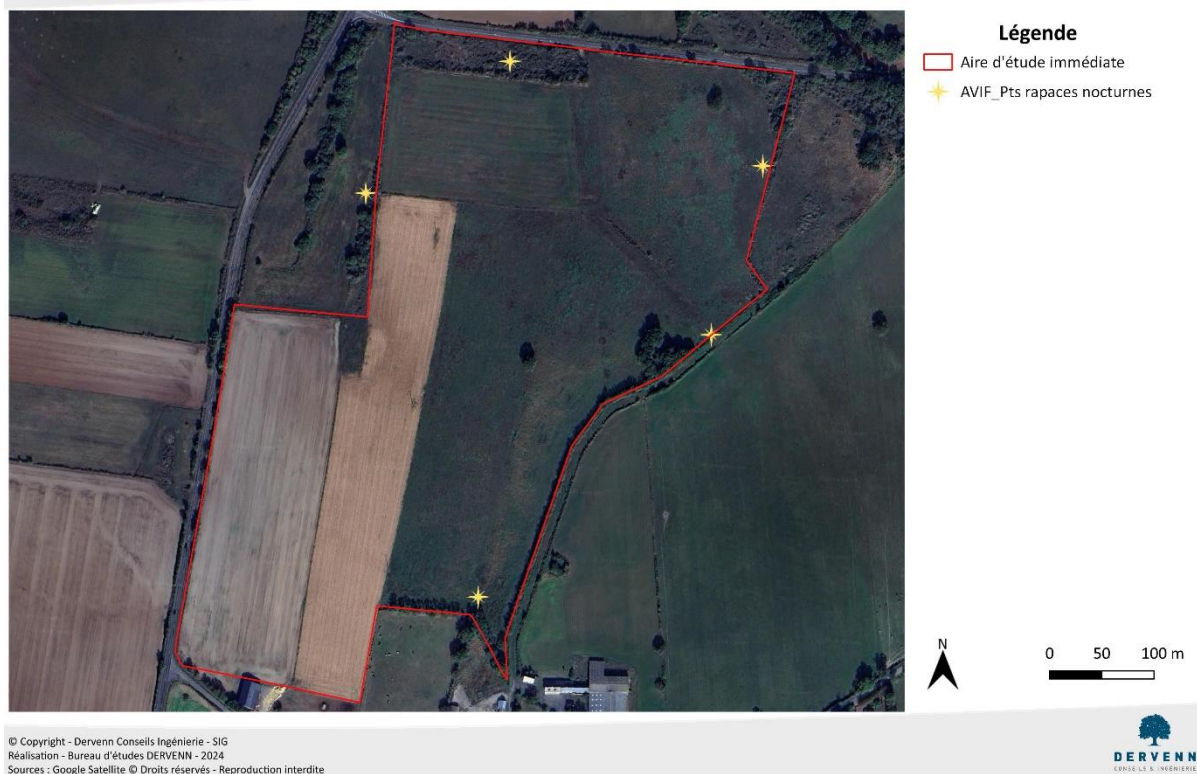 Légende
Aire d'étude immédiate
AVIF_Pts rapaces nocturnes
N
0 50 100 m
© Copyright - Dervenn Conseils Ingénierie - SIG
Réalisation - Bureau d'études DERVENN - 2024
Sources : Google Satellite © Droits réservés - Reproduction interdite
DERVENN
CONSEILS & INGÉNIERIE